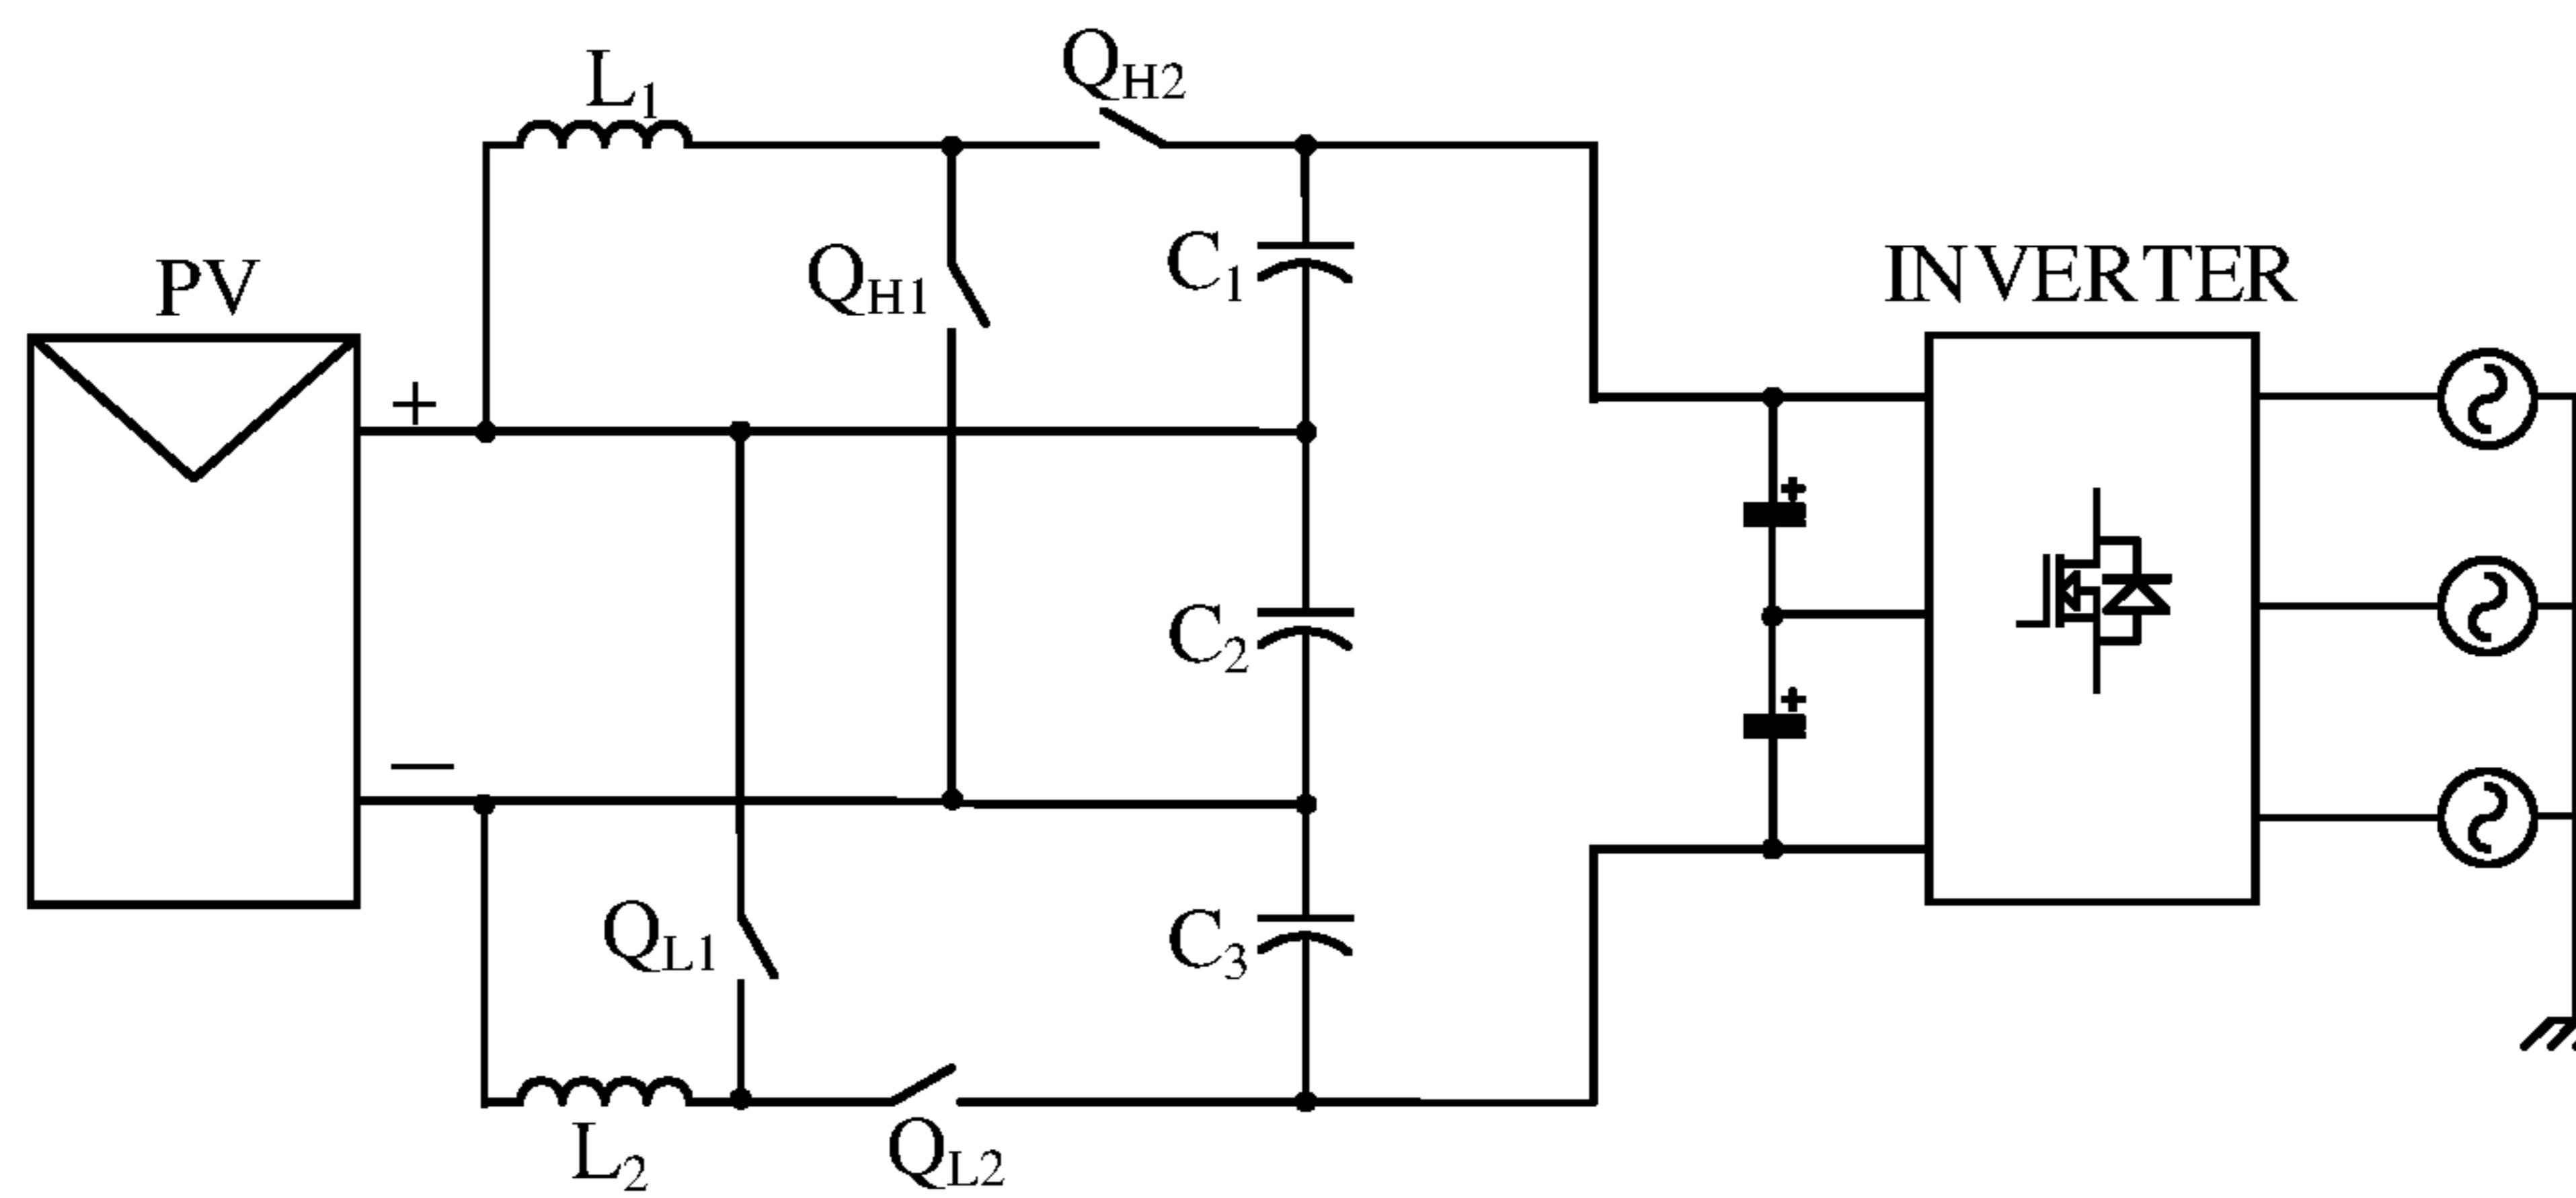 L1
QH2
PV
QH1
C1
INVERTER
+
+
C2
+
—
QL1
C3
L2
QL2